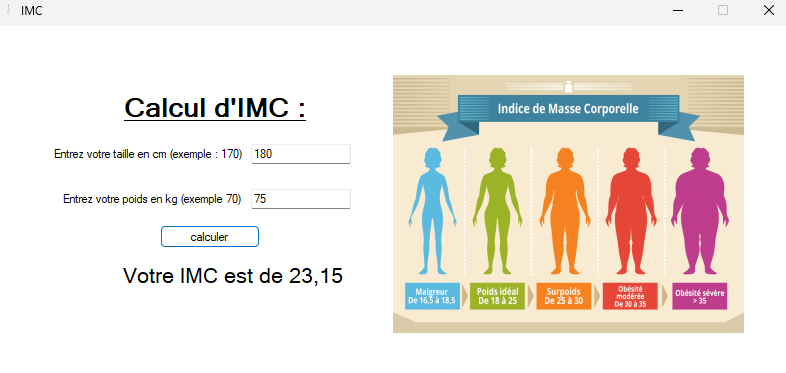 IMC
Calcul d'IMC :
Entrez votre taille en cm (exemple : 170)
180
Entrez votre poids en kg (exemple 70)
75
calculer
Votre IMC est de 23,15
Indice de Masse Corporelle
Maigreur
De 16,5 à 18,5
Poids idéal
De 18 à 25
Surpoids
De 25 à 30
Obésité
modérée
De 30 à 35
Obésité sévère
> 35